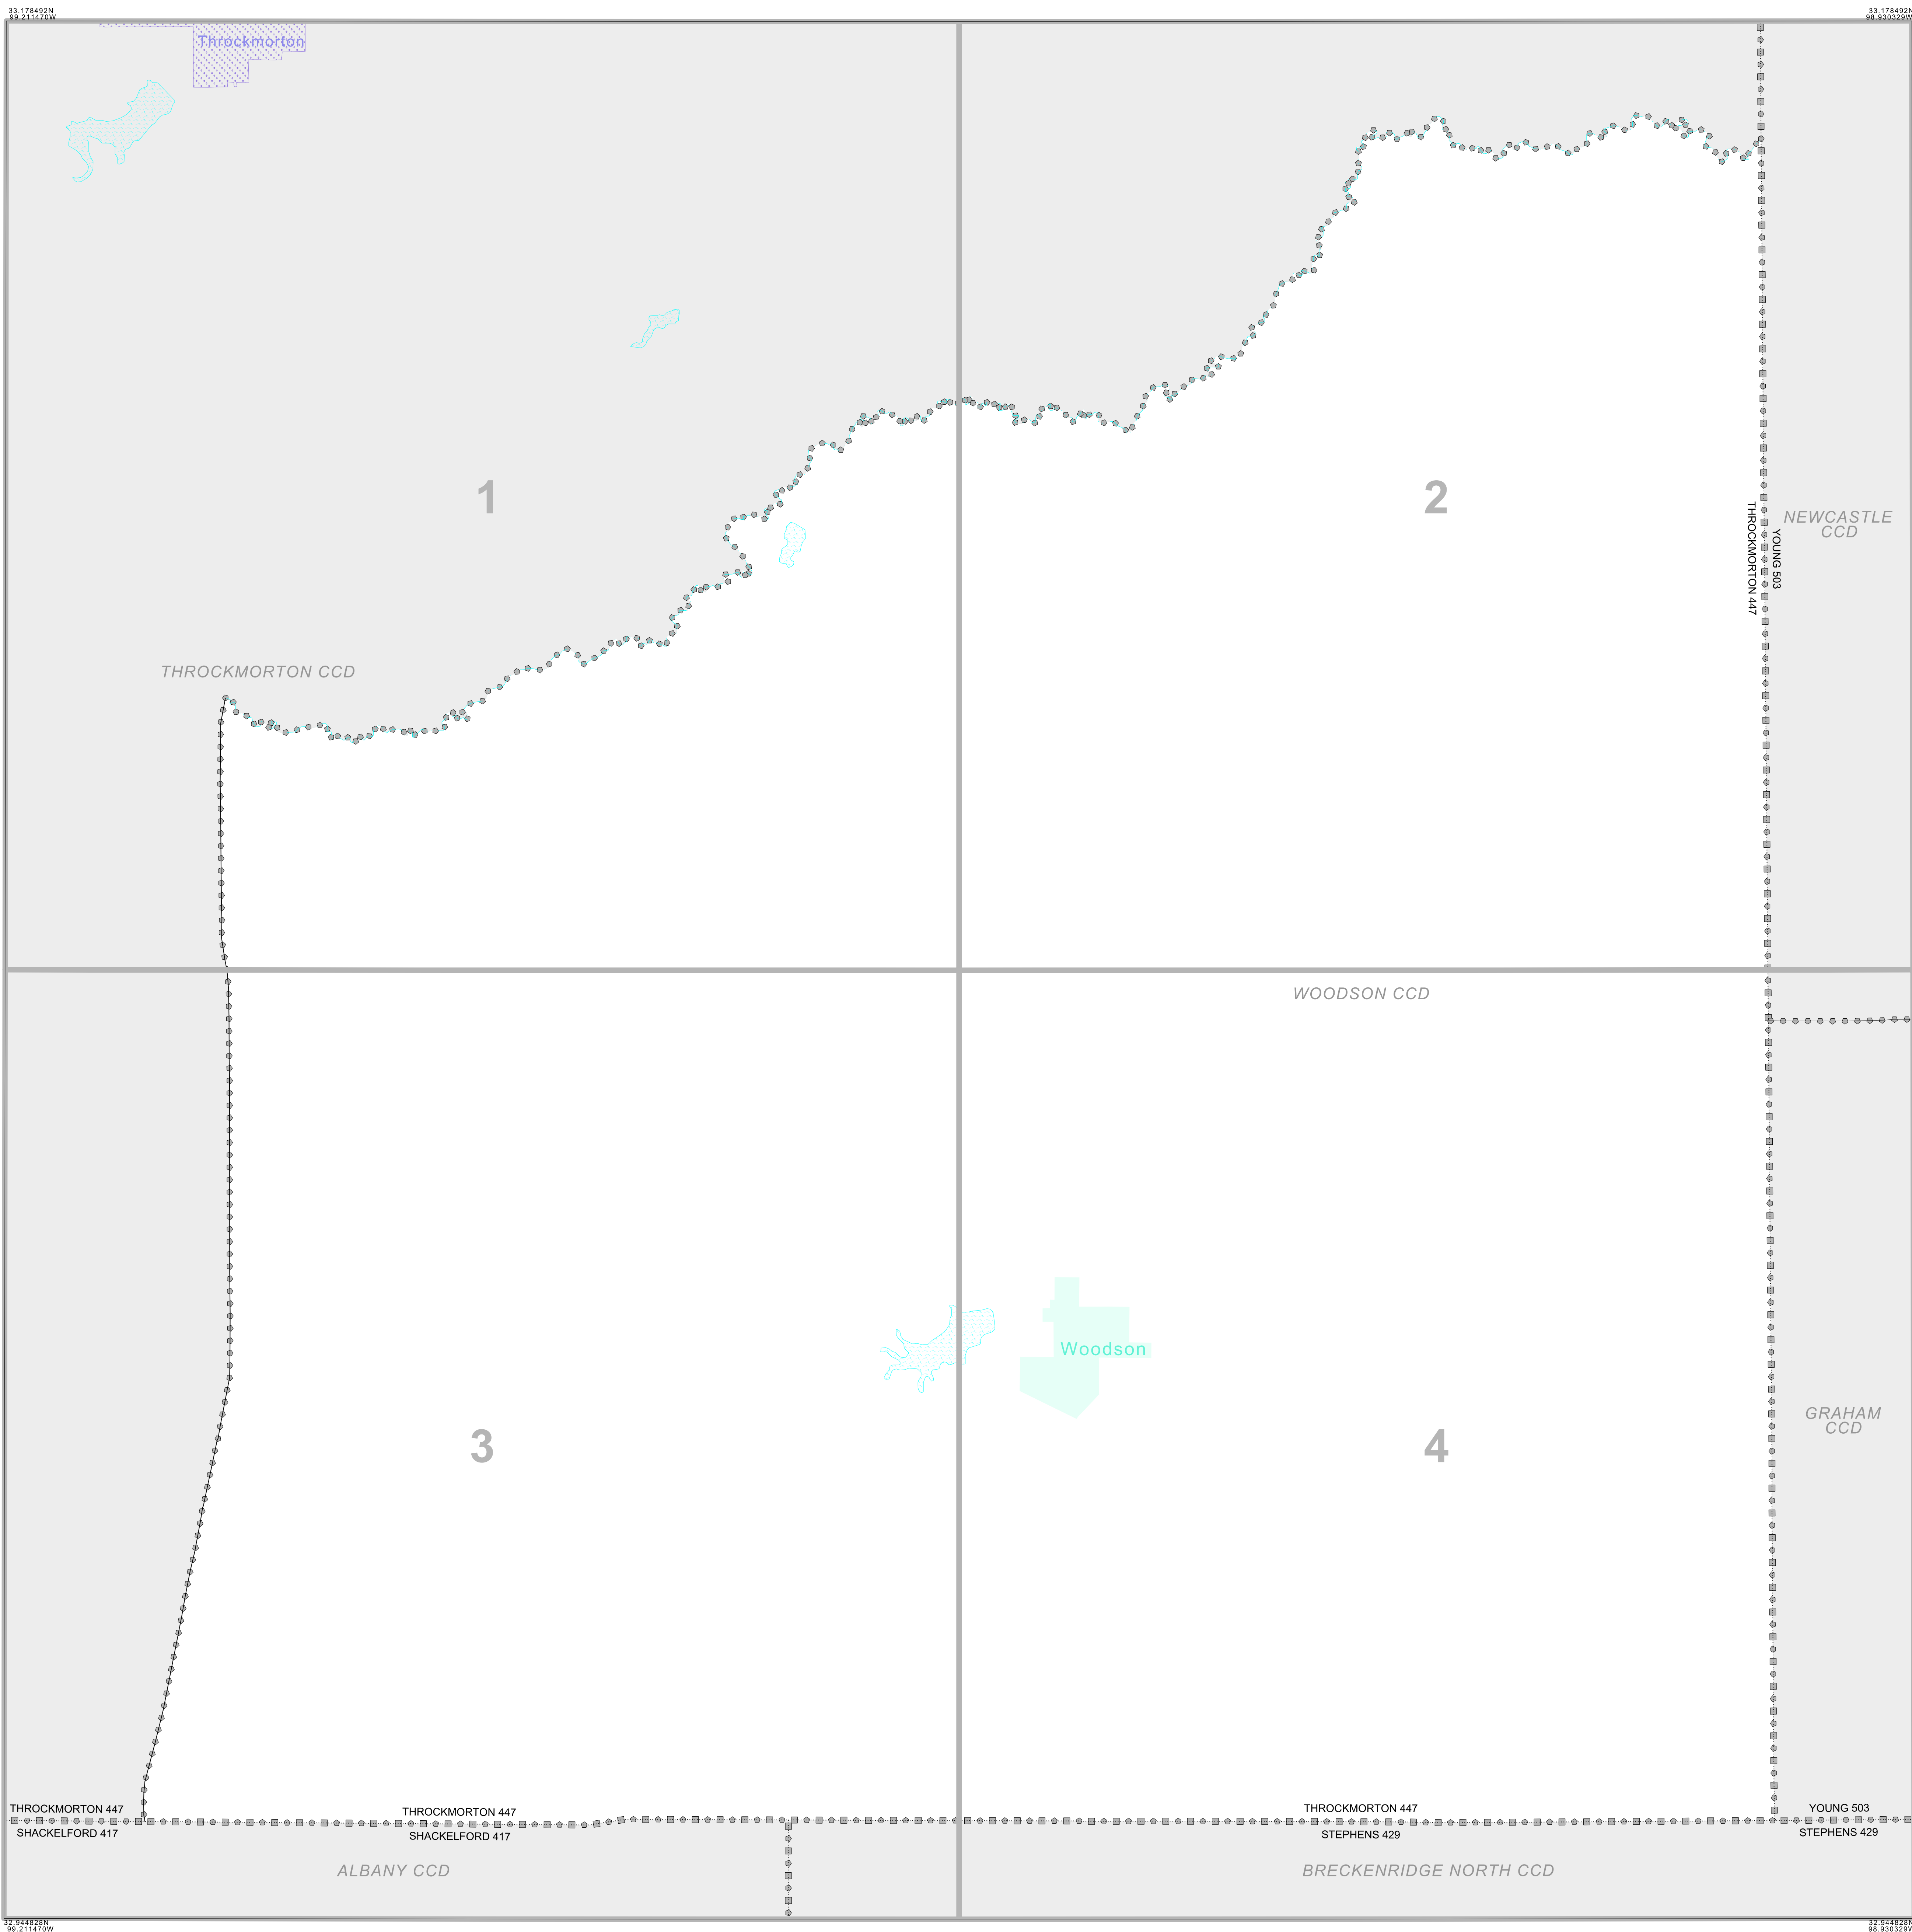 33.178492N
99.211470W
33.178492N
98.930329W
Throckmorton
1
2
NEWCASTLE
CCD
THROCKMORTON 447
YOUNG 503
THROCKMORTON CCD
WOODSON CCD
Woodson
GRAHAM
CCD
3
4
THROCKMORTON 447
SHACKELFORD 417
THROCKMORTON 447
SHACKELFORD 417
THROCKMORTON 447
STEPHENS 429
YOUNG 503
STEPHENS 429
ALBANY CCD
BRECKENRIDGE NORTH CCD
32.944828N
99.211470W
32.944828N
98.930329W